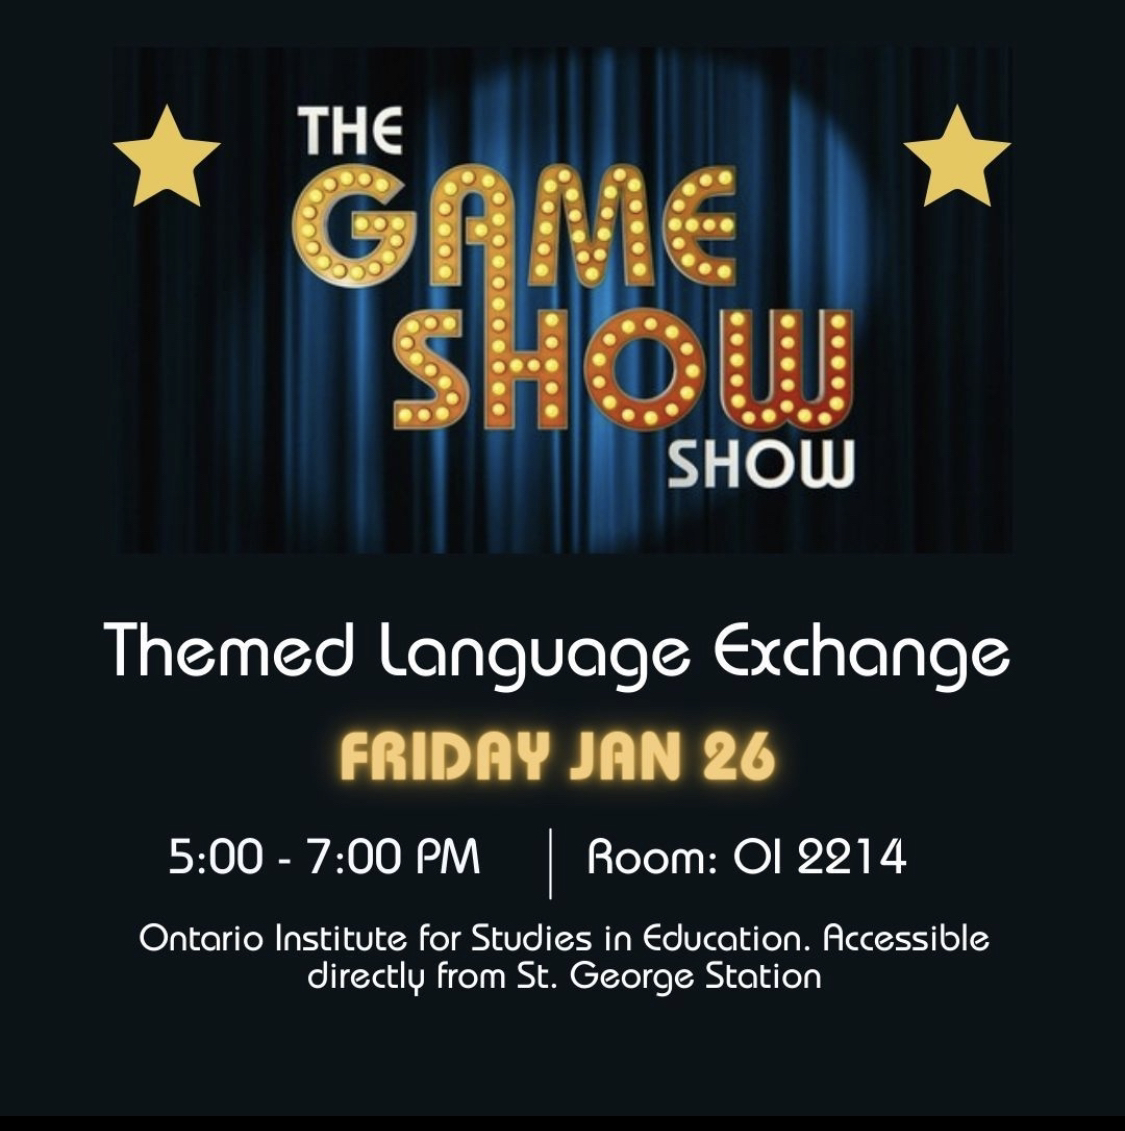 THE
GAME
SHOW
SHOW
Themed Language Exchange
FRIDAY JAN 26
5:00 - 7:00 PM
Room: OI 2214
Ontario Institute for Studies in Education. Accessible
directly from St. George Station